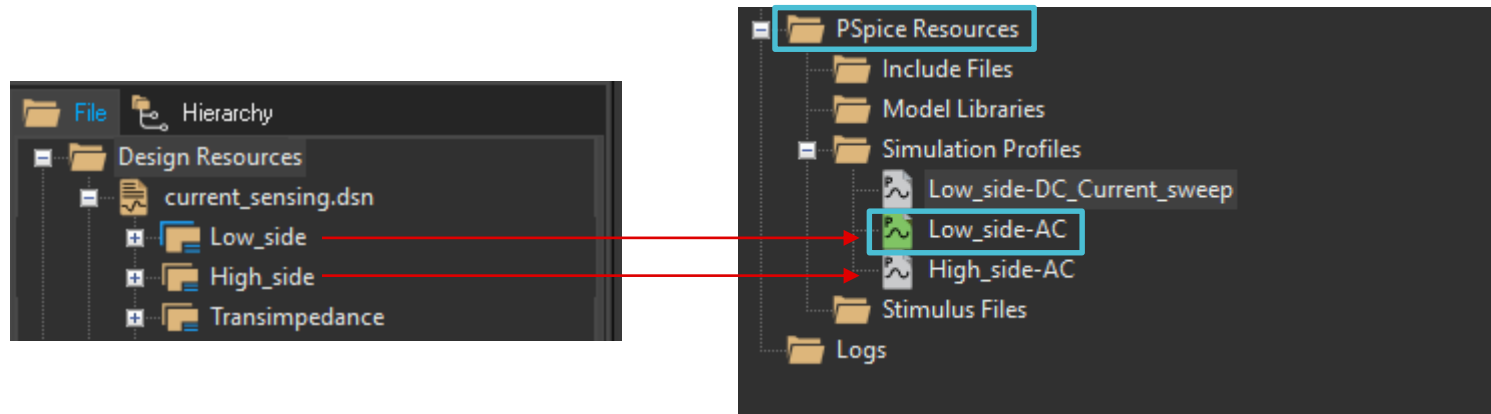 File
Hierarchy
Design Resources
current_sensing.dsn
Low_side
High_side
Transimpedance
PSpice Resources
Include Files
Model Libraries
Simulation Profiles
Low_side-DC_Current_sweep
Low_side-AC
High_side-AC
Stimulus Files
Logs